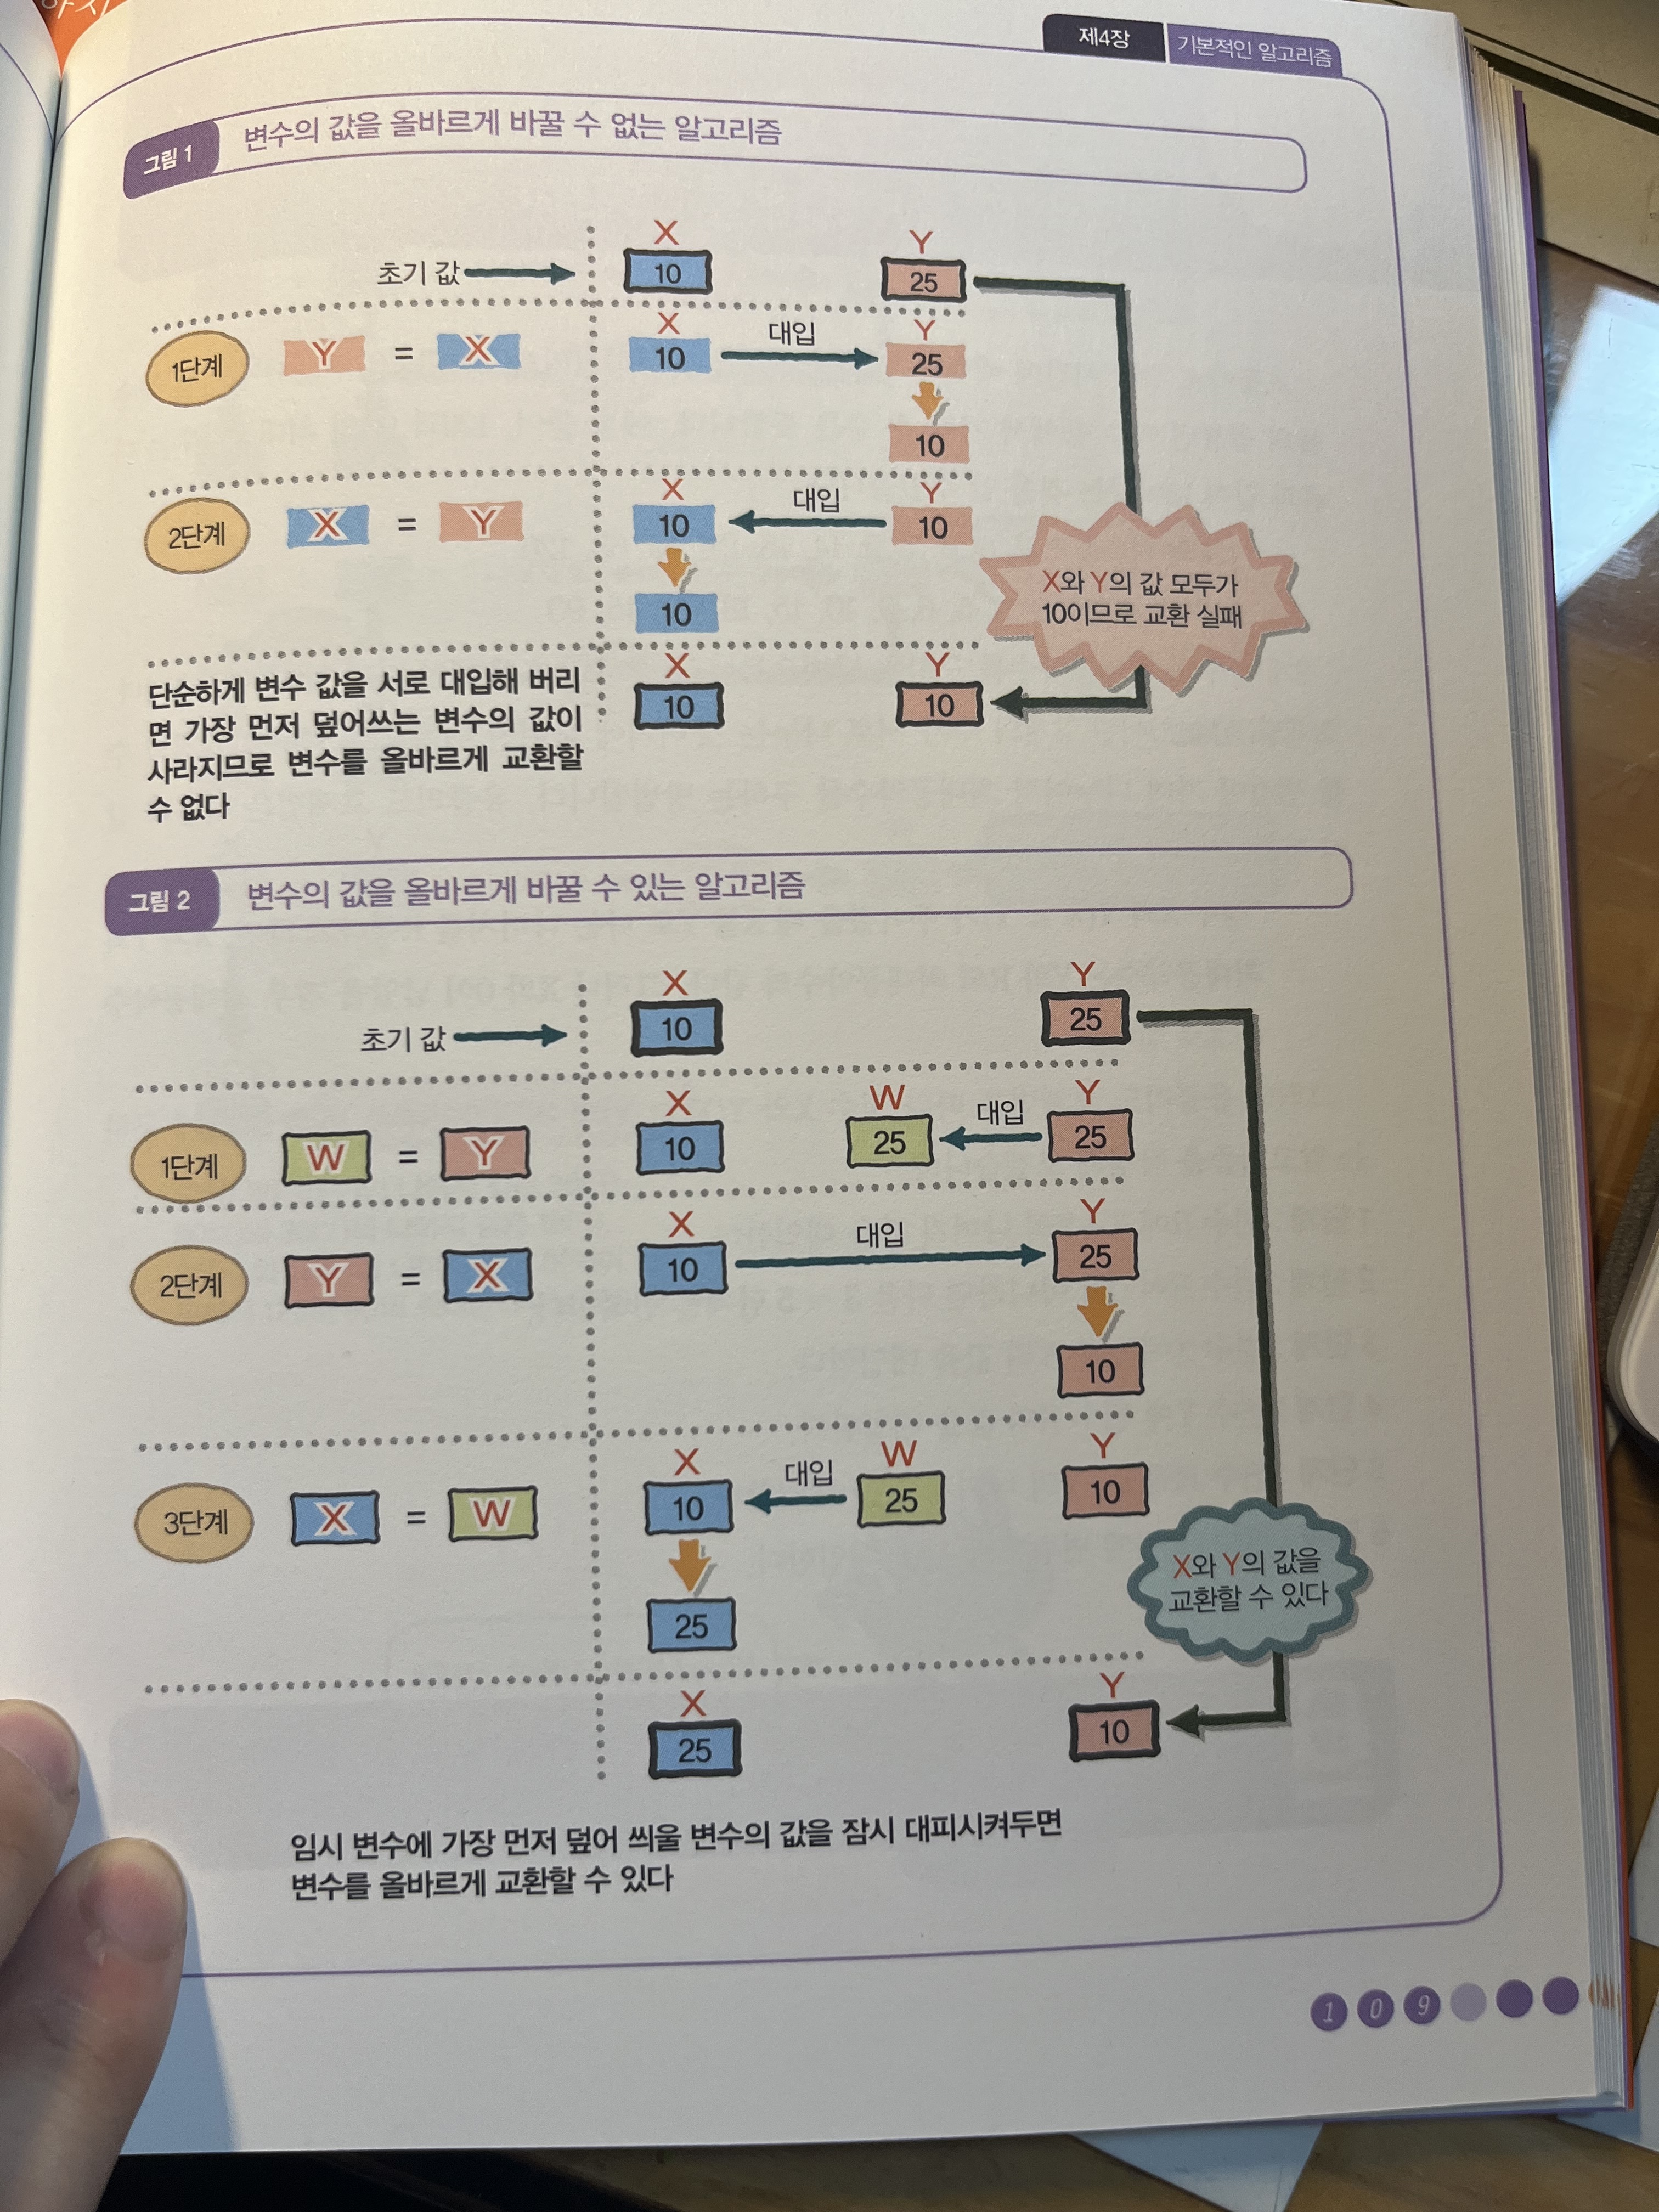 제4장 기본적인 알고리즘
그림 1 변수의 값을 올바르게 바꿀 수 없는 알고리즘
X Y
초기 값 10 25
X 대입 Y
1단계 Y = X 10 25
10
X 대입 Y
2단계 X = Y 10 10
10
X와 Y의 값 모두가
10이므로 교환 실패
X Y
10 10
단순하게 변수 값을 서로 대입해 버리
면 가장 먼저 덮어쓰는 변수의 값이
사라지므로 변수를 올바르게 교환할
수 없다
그림 2 변수의 값을 올바르게 바꿀 수 있는 알고리즘
X Y
초기 값 10 25
X W 대입 Y
1단계 W = Y 10 25 25
X 대입 Y
2단계 Y = X 10 25
10
X 대입 W Y
3단계 X = W 10 25 10
25
X와 Y의 값을
교환할 수 있다
X Y
25 10
임시 변수에 가장 먼저 덮어 씌울 변수의 값을 잠시 대피시켜두면
변수를 올바르게 교환할 수 있다
109